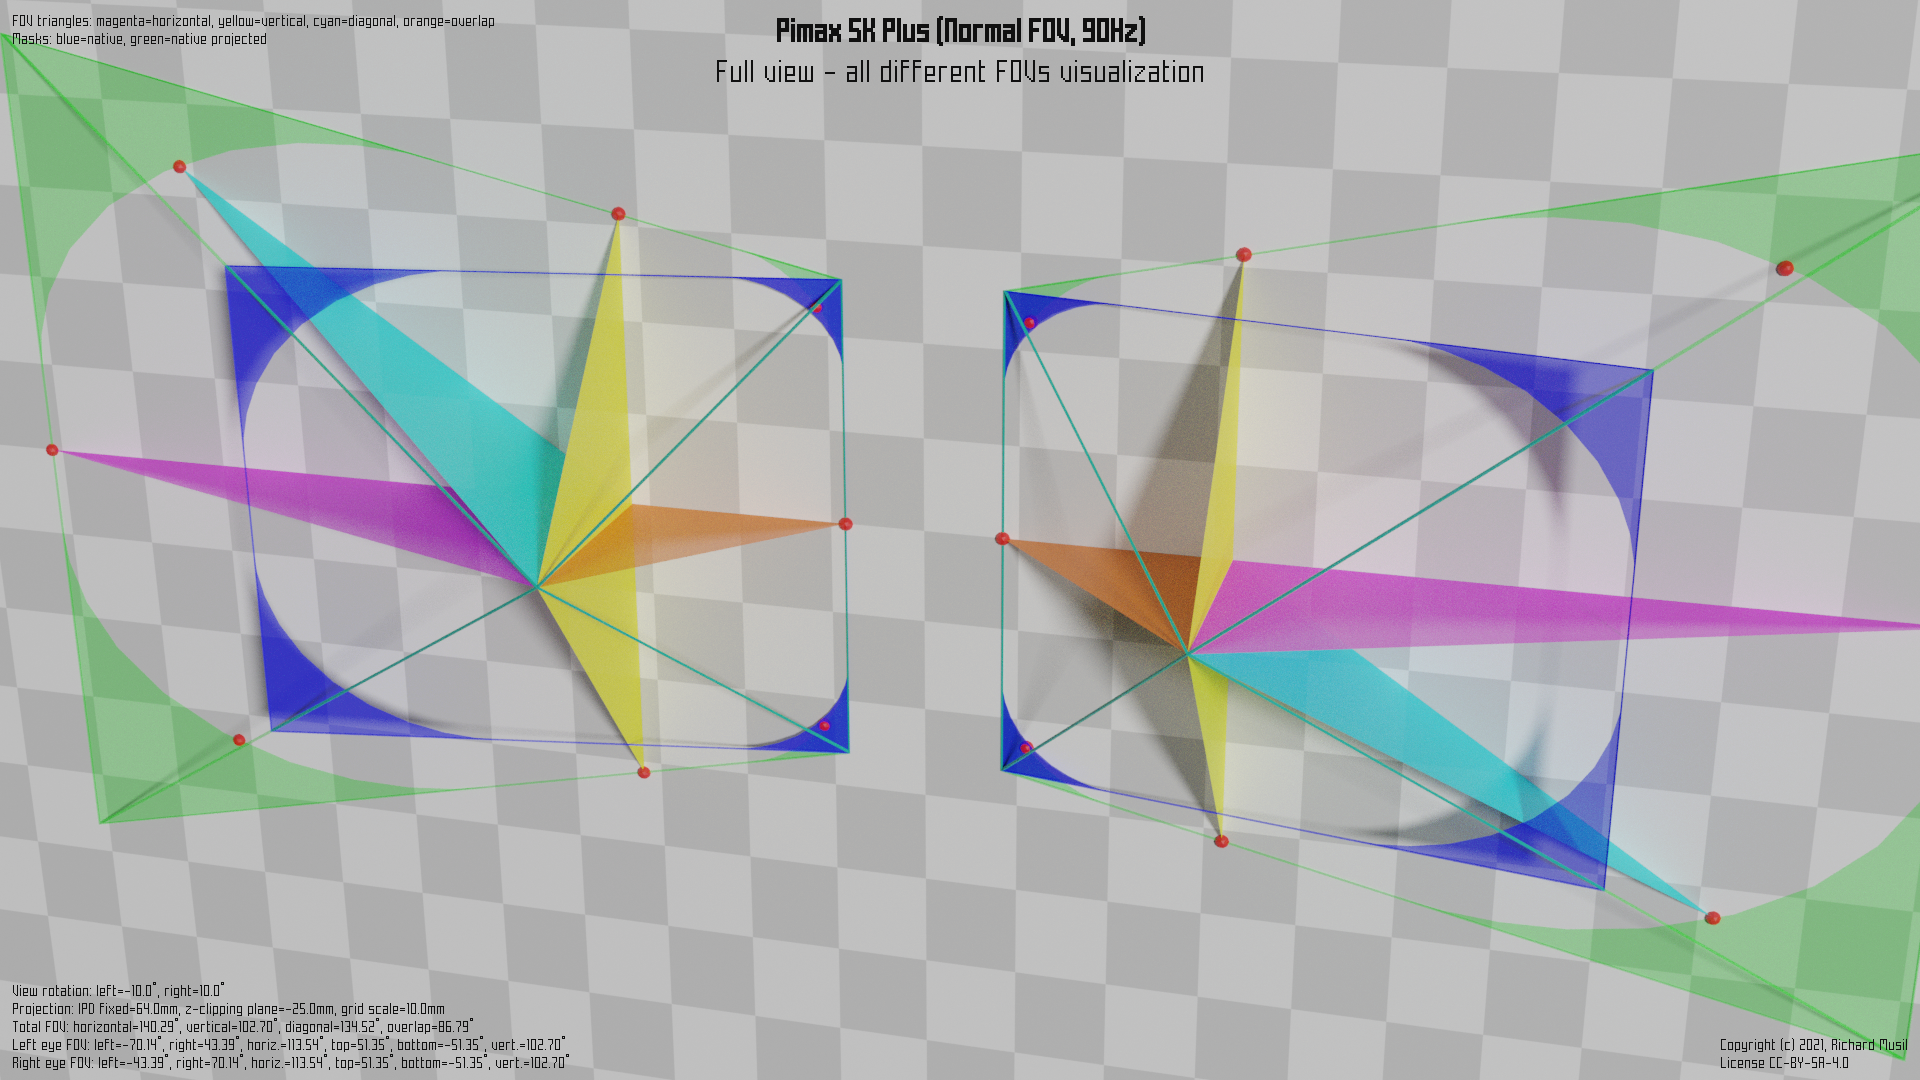 FOV triangles: magenta=horizontal, yellow=vertical, cyan=diagonal, orange=overlap
Masks: blue=native, green=native projected
Pimax 5K Plus (Normal FOV, 90Hz)
Full view - all different FOVs visualization
View rotation: left=-10.0°, right=10.0°
Projection: IPD fixed=64.0mm, z-clipping plane=-25.0mm, grid scale=10.0mm
Total FOV: horizontal=140.29°, vertical=102.70°, diagonal=134.52°, overlap=86.79°
Left eye FOV: left=-70.14°, right=43.39°, horiz.=113.54°, top=51.35°, bottom=-51.35°, vert.=102.70°
Right eye FOV: left=-43.39°, right=70.14°, horiz.=113.54°, top=51.35°, bottom=-51.35°, vert.=102.70°
Copyright (c) 2021, Richard Musil
License CC-BY-SA-4.0